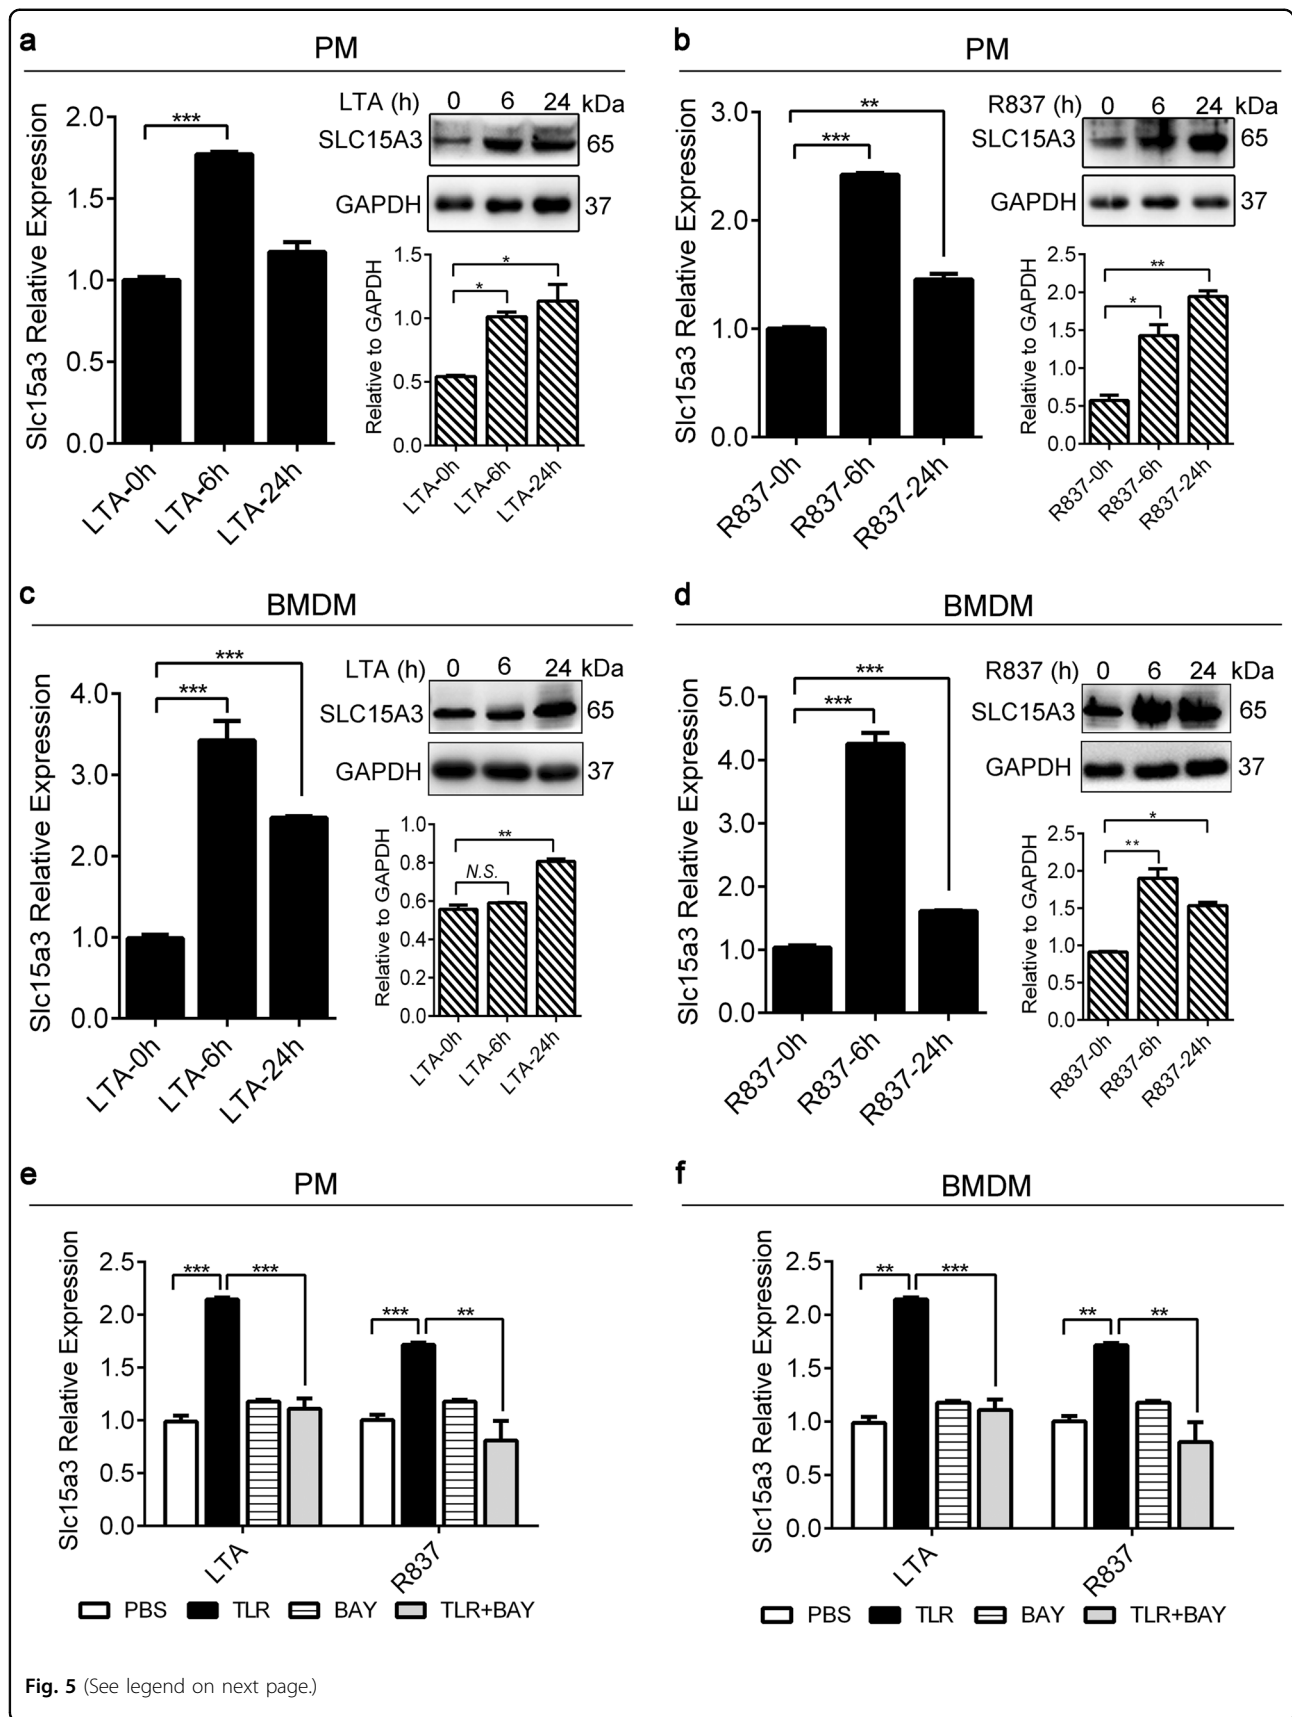 a
PM
Slc15a3 Relative Expression
2.0
1.5
1.0
0.5
0.0
***
LTA-0h
LTA-6h
LTA-24h
LTA (h) 0 6 24 kDa
SLC15A3 65
GAPDH 37
Relative to GAPDH
1.5
1.0
0.5
0.0
*
*
LTA-0h
LTA-6h
LTA-24h
b
PM
Slc15a3 Relative Expression
3.0
2.0
1.0
0.0
**
***
R837-0h
R837-6h
R837-24h
R837 (h) 0 6 24 kDa
SLC15A3 65
GAPDH 37
Relative to GAPDH
2.5
2.0
1.5
1.0
0.5
0.0
**
*
R837-0h
R837-6h
R837-24h
c
BMDM
Slc15a3 Relative Expression
4.0
3.0
2.0
1.0
0.0
***
***
LTA-0h
LTA-6h
LTA-24h
LTA (h) 0 6 24 kDa
SLC15A3 65
GAPDH 37
Relative to GAPDH
1.0
0.8
0.6
0.4
0.2
0.0
**
N.S.
LTA-0h
LTA-6h
LTA-24h
d
BMDM
Slc15a3 Relative Expression
5.0
4.0
3.0
2.0
1.0
0.0
***
***
R837-0h
R837-6h
R837-24h
R837 (h) 0 6 24 kDa
SLC15A3 65
GAPDH 37
Relative to GAPDH
2.5
2.0
1.5
1.0
0.5
0.0
*
**
R837-0h
R837-6h
R837-24h
e
PM
Slc15a3 Relative Expression
2.5
2.0
1.5
1.0
0.5
0.0
*** ***
*** **
LTA
R837
PBS TLR BAY TLR+BAY
f
BMDM
Slc15a3 Relative Expression
2.5
2.0
1.5
1.0
0.5
0.0
** ***
** **
LTA
R837
PBS TLR BAY TLR+BAY
Fig. 5 (See legend on next page.)